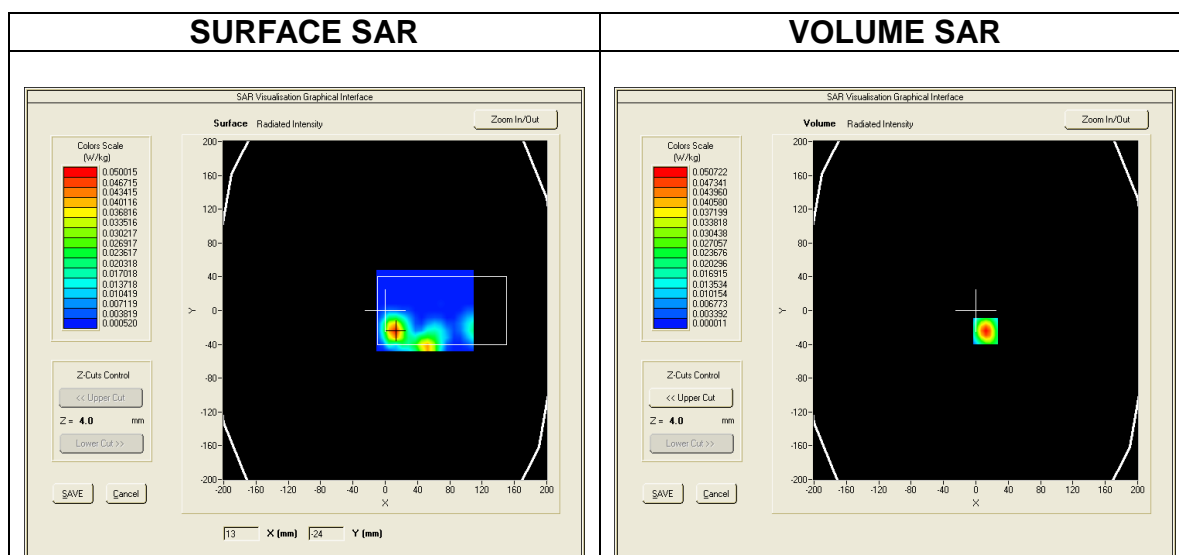 SURFACE SAR
VOLUME SAR
SAR Visualisation Graphical Interface
Surface Radiated Intensity
Zoom In/Out
Colors Scale
(W/kg)
0.050015
0.046715
0.043415
0.040116
0.036816
0.033516
0.030217
0.026917
0.023617
0.020318
0.017018
0.013718
0.010419
0.007119
0.003819
0.000520
200-
160-
120-
80-
40-
0-
-40-
-80-
-120-
-160-
-200-
Y
-200 -160 -120 -80 -40 0 40 80 120 160 200
X
Z-Cuts Control
<< Upper Cut
Z = 4.0 mm
Lower Cut >>
SAVE Cancel
13 X (mm) -24 Y (mm)
SAR Visualisation Graphical Interface
Volume Radiated Intensity
Zoom In/Out
Colors Scale
(W/kg)
0.050722
0.047341
0.043960
0.040580
0.037199
0.033818
0.030438
0.027057
0.023676
0.020296
0.016915
0.013534
0.010154
0.006773
0.003392
0.000011
200-
160-
120-
80-
40-
0-
-40-
-80-
-120-
-160-
-200-
Y
-200 -160 -120 -80 -40 0 40 80 120 160 200
X
Z-Cuts Control
<< Upper Cut
Z = 4.0 mm
Lower Cut >>
SAVE Cancel